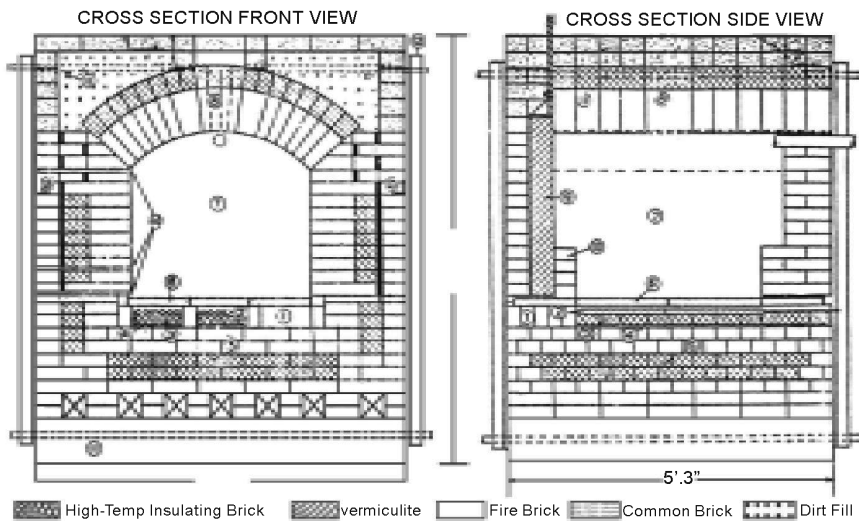 CROSS SECTION FRONT VIEW
CROSS SECTION SIDE VIEW
5'.3"
High-Temp Insulating Brick
vermiculite
Fire Brick
Common Brick
Dirt Fill